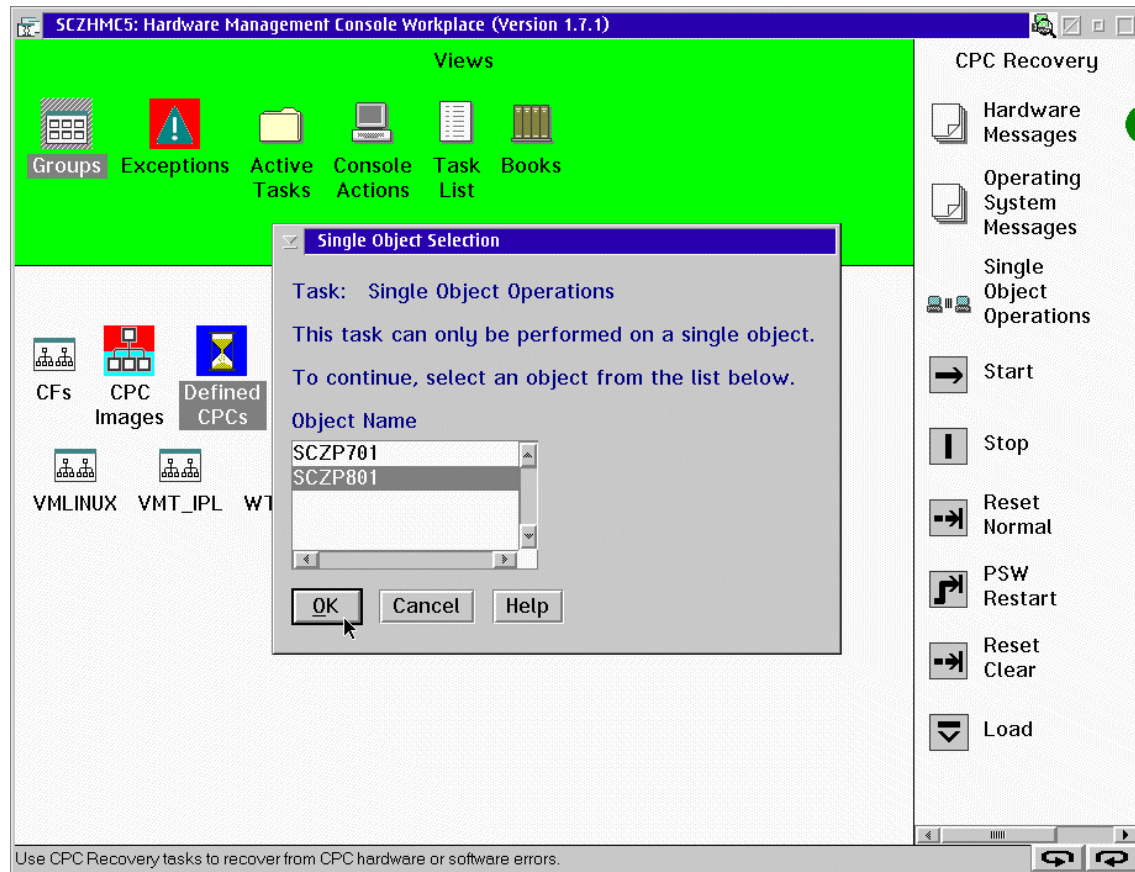 SCZHMC5: Hardware Management Console Workplace (Version 1.7.1)
Views
Groups
Exceptions
Active
Tasks
Console
Actions
Task
List
Books
CFs
CPC
Images
Defined
CPCs
VMLINUX
VMT_IPL
WT
Single Object Selection
Task: Single Object Operations
This task can only be performed on a single object.
To continue, select an object from the list below.
Object Name
SCZP701
SCZP801
OK
Cancel
Help
CPC Recovery
Hardware
Messages
Operating
System
Messages
Single
Object
Operations
Start
Stop
Reset
Normal
PSW
Restart
Reset
Clear
Load
Use CPC Recovery tasks to recover from CPC hardware or software errors.